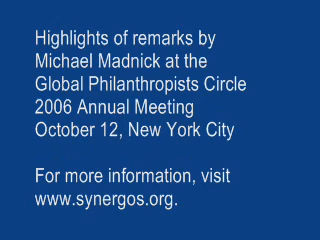 Highlights of remarks by
Michael Madnick at the
Global Philanthropists Circle
2006 Annual Meeting
October 12, New York City
For more information, visit
www.synergos.org.